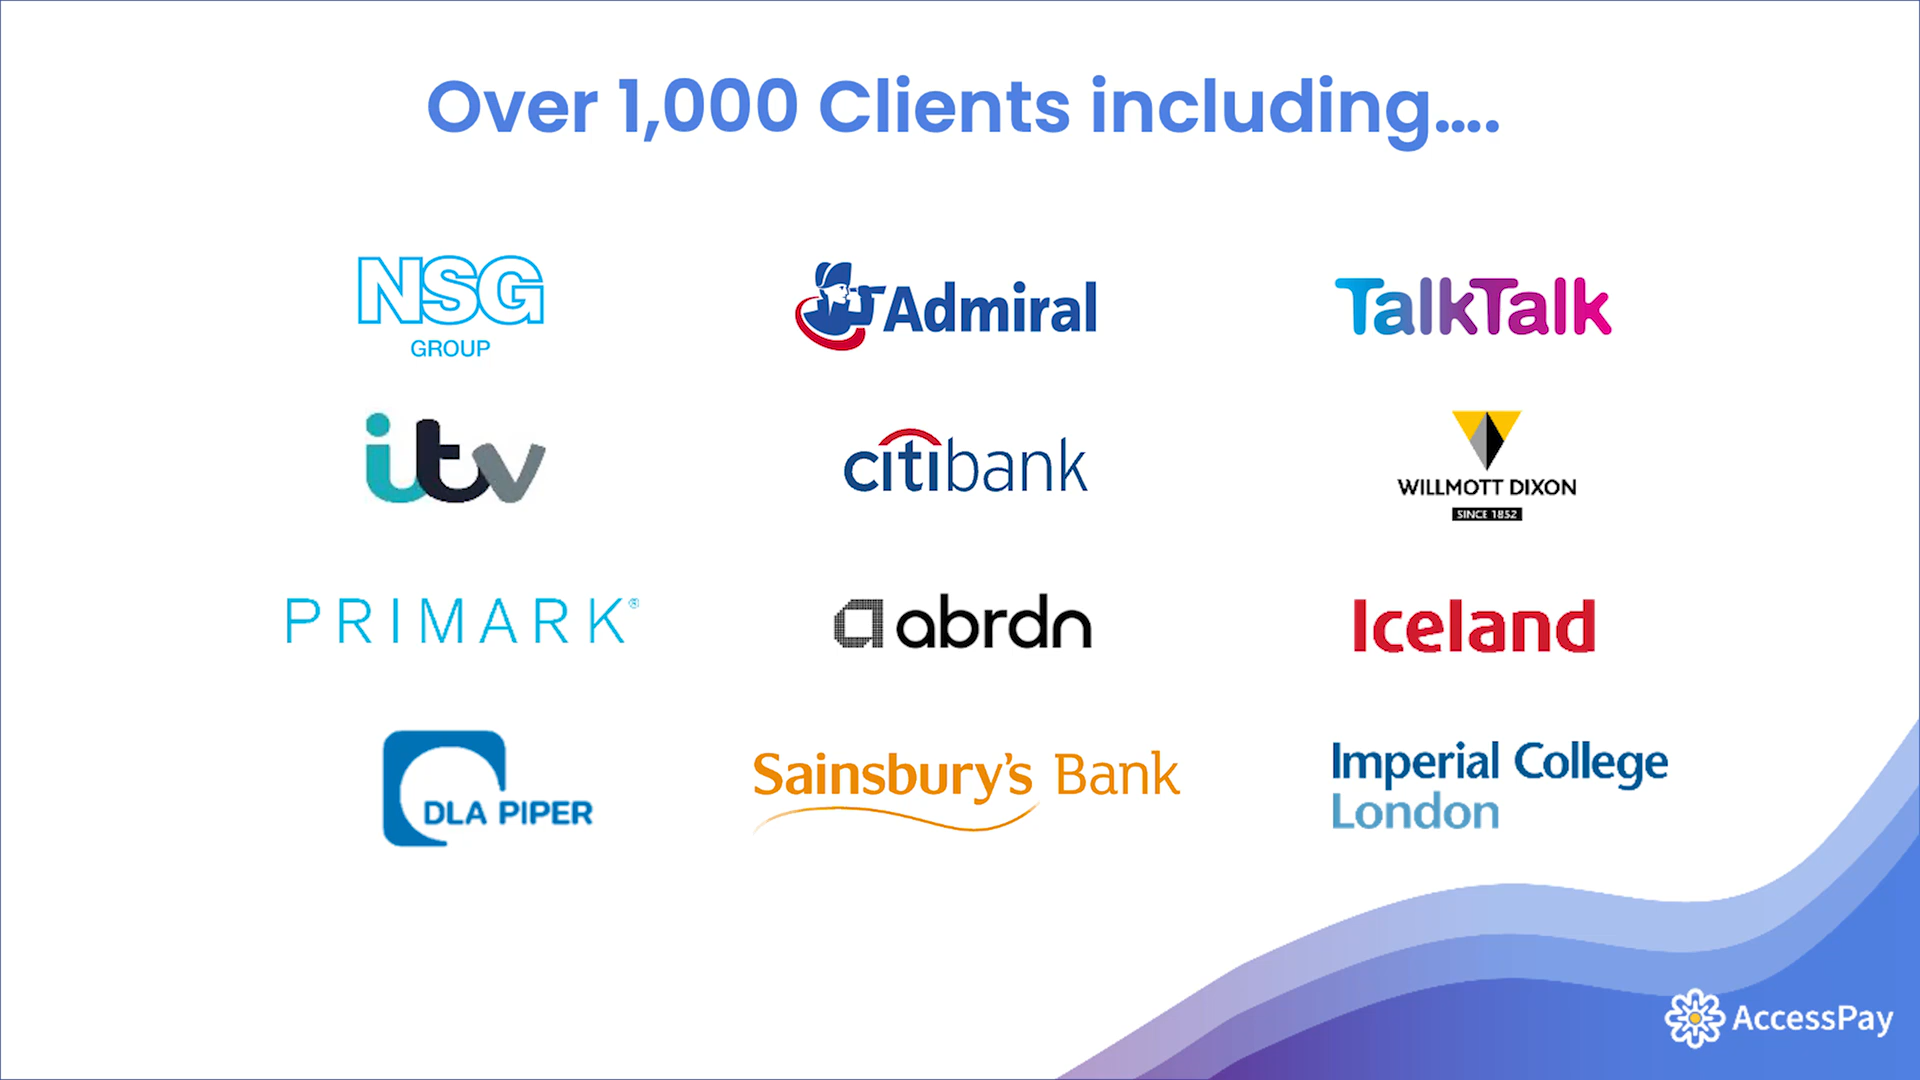 Over 1,000 Clients including....
NSG
GROUP
Admiral
TalkTalk
itv
citibank
WILLMOTT DIXON
SINCE 1852
PRIMARK®
abrdn
Iceland
DLA PIPER
Sainsbury's Bank
Imperial College
London
AccessPay